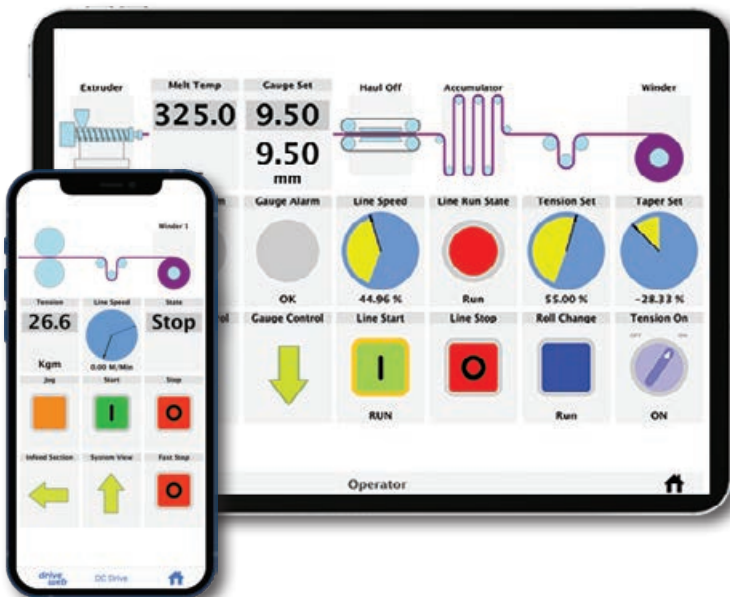 Extruder
Melt Temp
Gauge Set
Haul Off
Accumulator
Winder
325.0
9.50
9.50
mm
Gauge Alarm
Line Speed
Line Run State
Tension Set
Taper Set
OK
44.96 %
Run
55.00 %
-28.33 %
Gauge Control
Line Start
Line Stop
Roll Change
Tension On
OFF
ON
I
O
RUN
Run
ON
Operator
Winder 1
Tension
Line Speed
State
26.6
Stop
Kgm
0.00 M/Min
Jog
Start
Stop
I
O
Infeed Section
System View
Fast Stop
O
drive
web
DC Drive